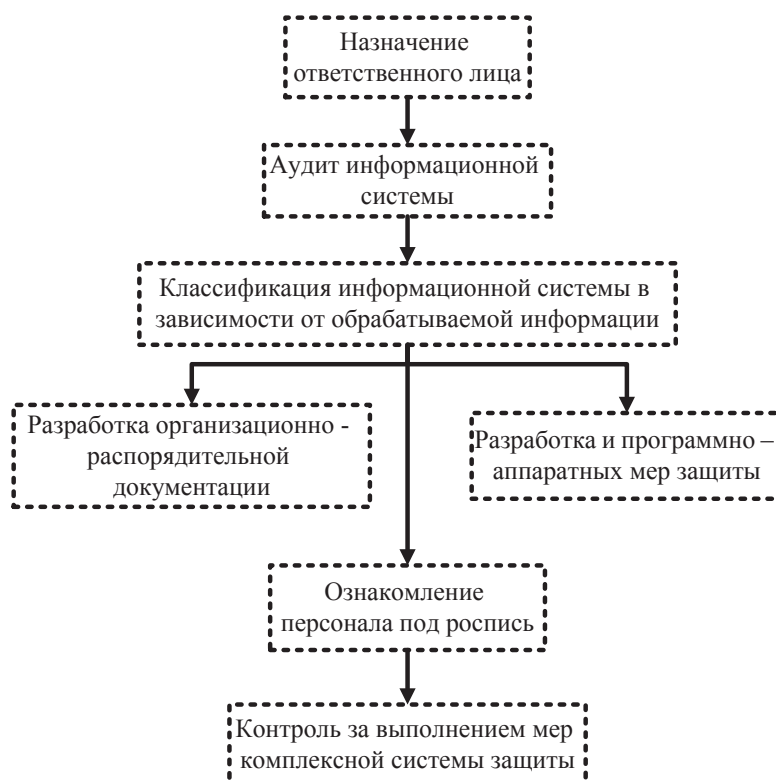 Назначение
ответственного лица
Аудит информационной
системы
Классификация информационной системы в
зависимости от обрабатываемой информации
Разработка организационно -
распорядительной
документации
Разработка и программно –
аппаратных мер защиты
Ознакомление
персонала под роспись
Контроль за выполнением мер
комплексной системы защиты